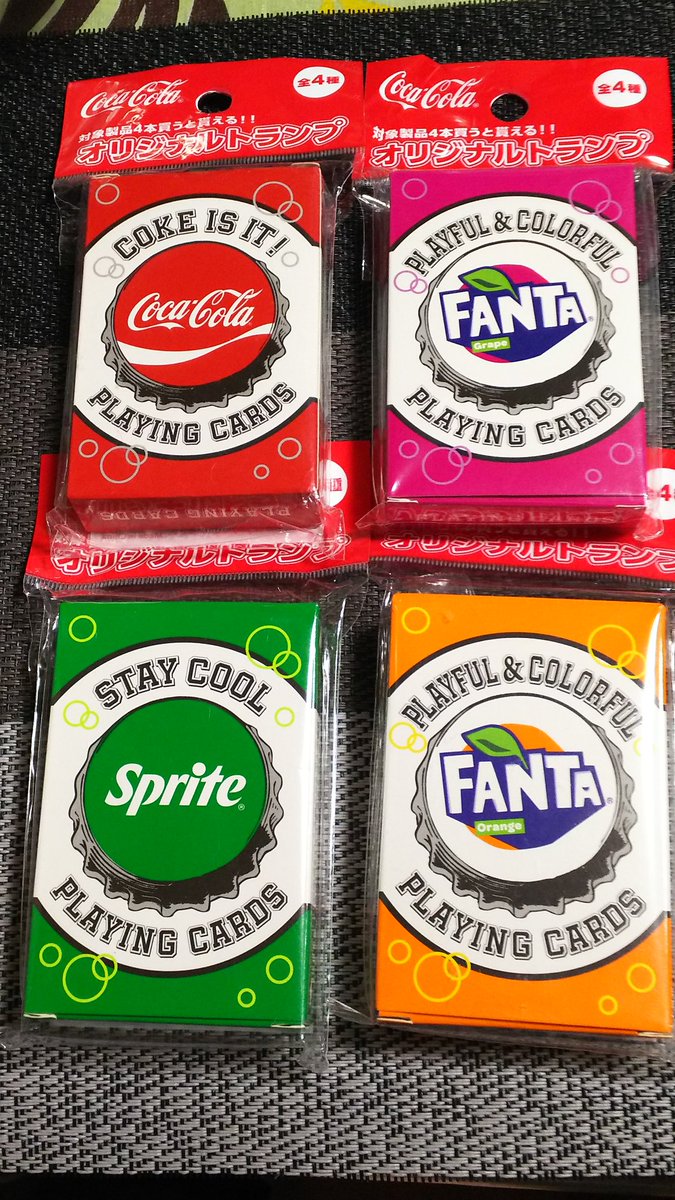 Coca-Cola
全4種
対象製品4本買うと貰える!!
オリジナルトランプ
COKE IS IT!
Coca-Cola
PLAYING CARDS
PLAYING CARDS
Coca-Cola
全4種
対象製品4本買うと貰える!!
オリジナルトランプ
PLAYFUL & COLORFUL
FANTA
Grape
PLAYING CARDS
種
オリジナルトランプ
STAY COOL
Sprite
PLAYING CARDS
4
オリジナルトランプ
PLAYFUL & COLORFUL
FANTA
Orange
PLAYING CARDS